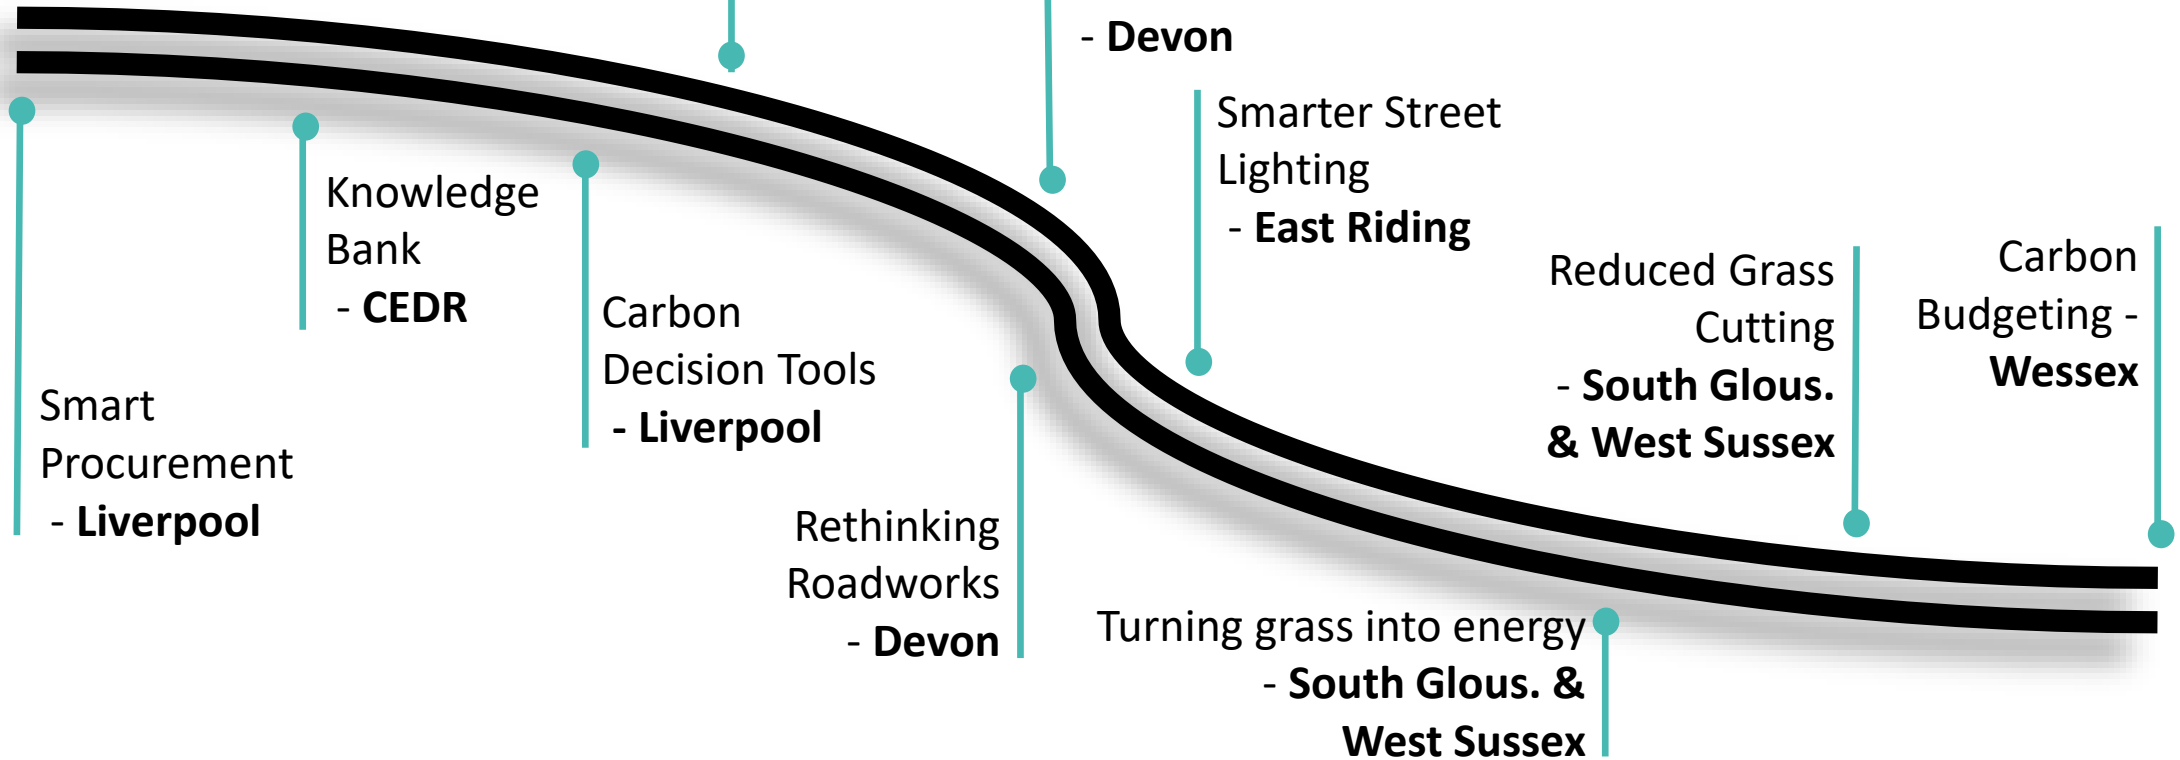 - Devon
Smarter Street
Lighting
- East Riding
Knowledge
Bank
- CEDR
Carbon
Decision Tools
- Liverpool
Smart
Procurement
- Liverpool
Rethinking
Roadworks
- Devon
Reduced Grass
Cutting
- South Glous.
& West Sussex
Carbon
Budgeting -
Wessex
Turning grass into energy
- South Glous. &
West Sussex